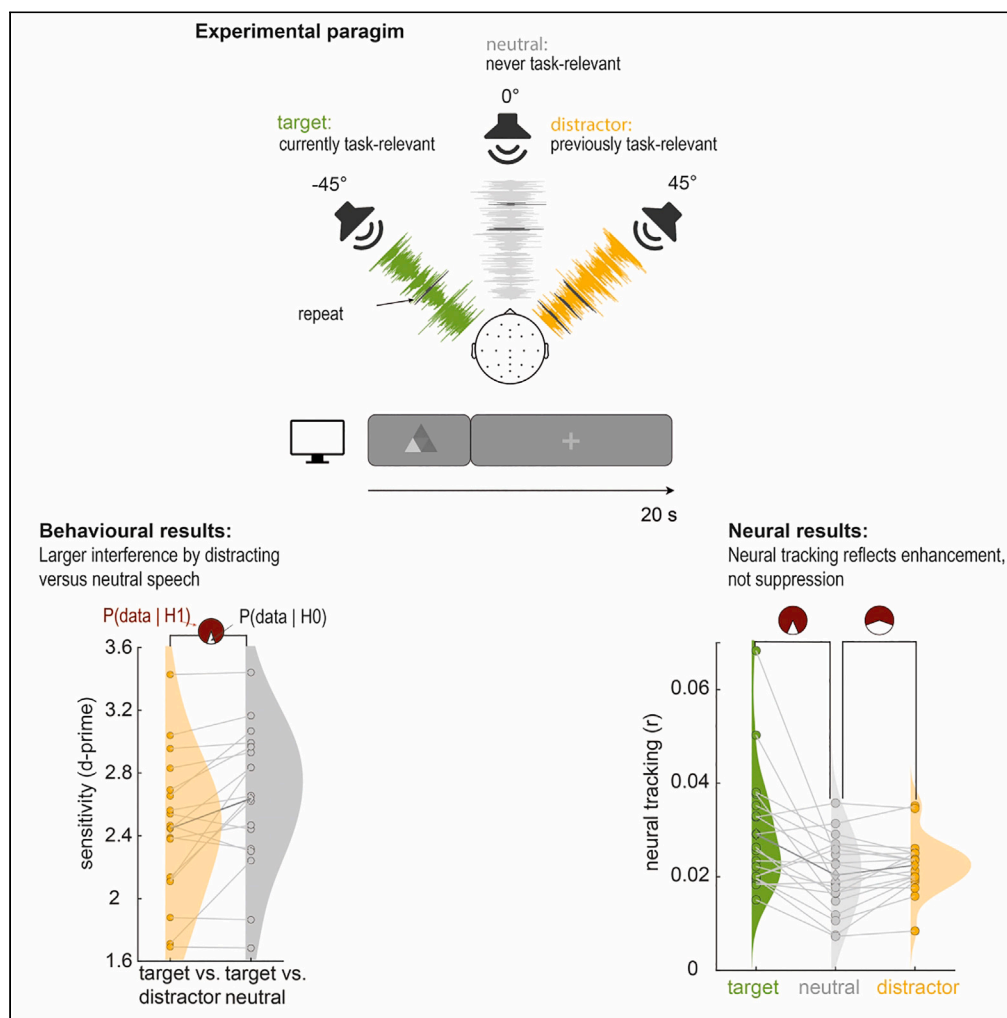 Experimental paragim
neutral:
never task-relevant
0°
target:
currently task-relevant
distractor:
previously task-relevant
-45°
45°
repeat
20 s
Behavioural results:
Larger interference by distracting
versus neutral speech
P(data | H1)
P(data | H0)
3.6
3.2
2.8
2.4
2
1.6
sensitivity (d-prime)
target vs. target vs.
distractor neutral
Neural results:
Neural tracking reflects enhancement,
not suppression
0.06
0.04
0.02
0
neural tracking (r)
target
neutral
distractor